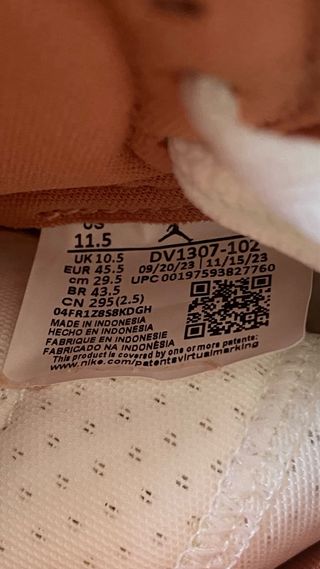 US
11.5
UK 10.5 DV1307-102
EUR 45.5 09/20/23 | 11/15/23
cm 29.5 UPC 00197593827760
BR 43.5
CN 295(2.5)
04FR1Z8S8KDGH
MADE IN INDONESIA
HECHO EN INDONESIA
FABRIQUE EN INDONESIE
FABRICADO NA INDONÉSIA
This product is covered by one or more patents:
www.nike.com/patentsvirtualmarking